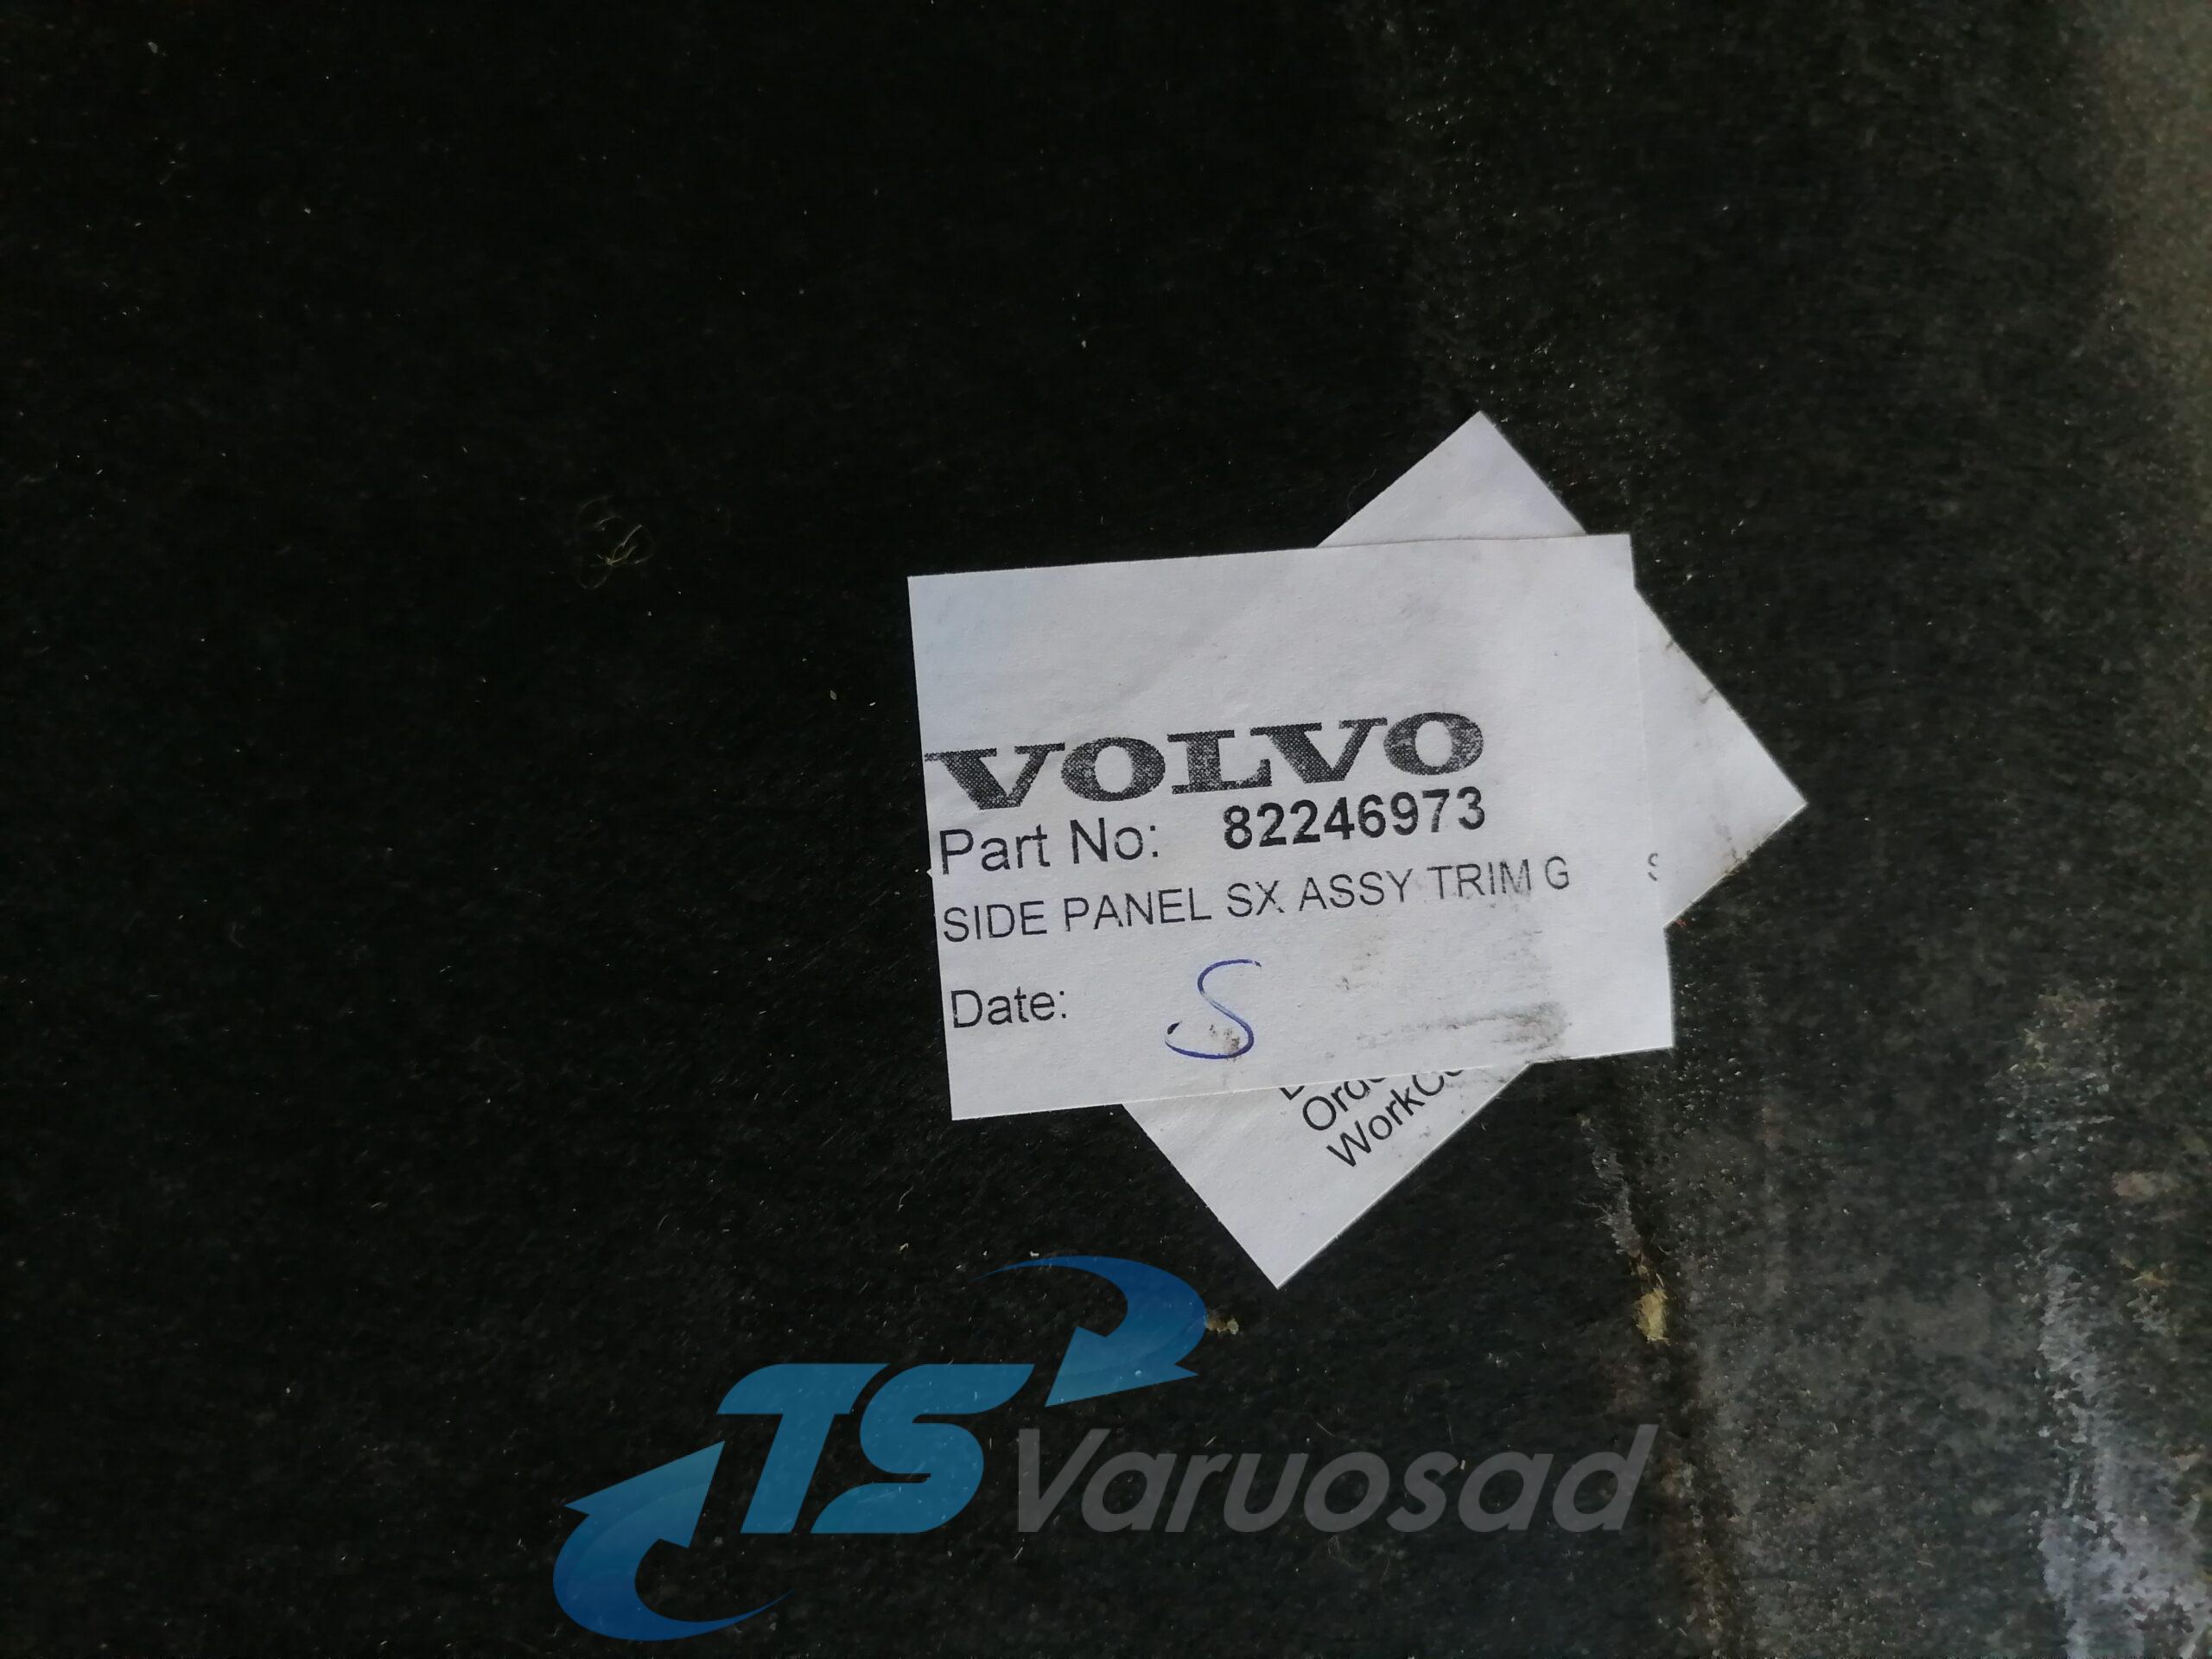 VOLVO
Part No: 82246973
SIDE PANEL SX ASSY TRIM G S
Date: S
TS Varuosad